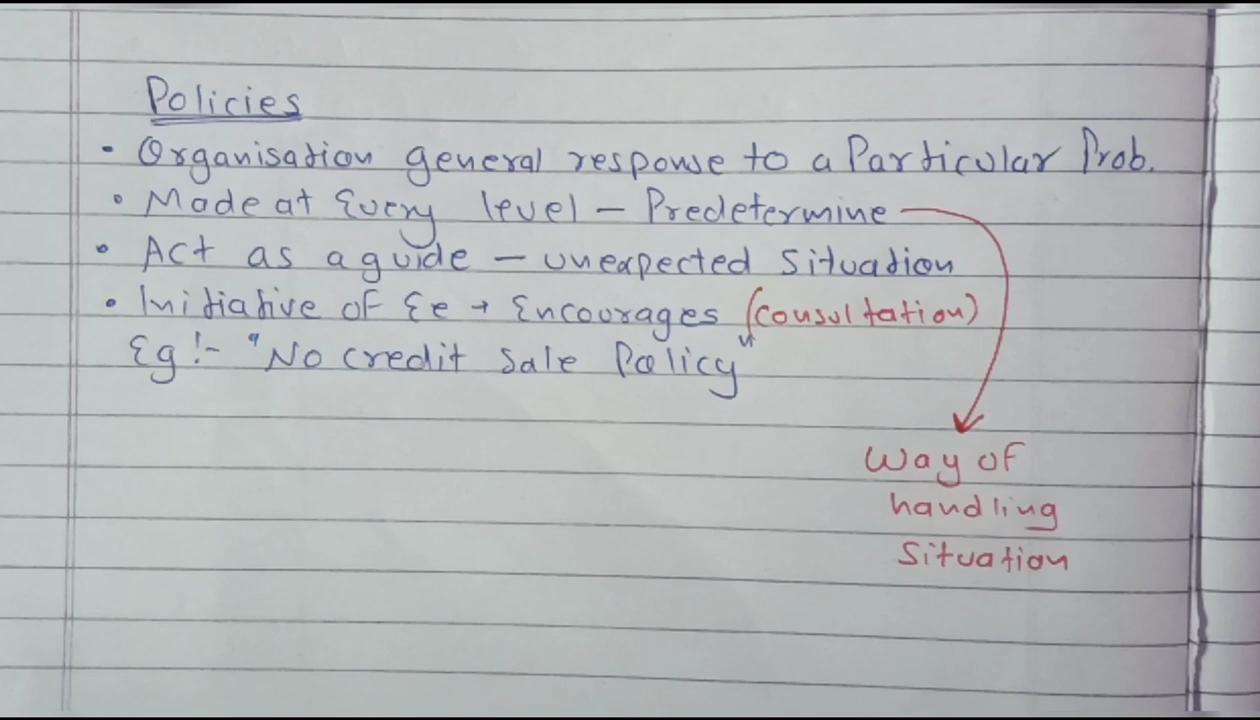 Policies
• Organisation general response to a Particular Prob.
• Made at Every level – Predetermine
• Act as a guide – unexpected Situation
• Initiative of Ee → Encourages (consultation)
Eg!- "No credit Sale Policy"
Way of
handling
Situation